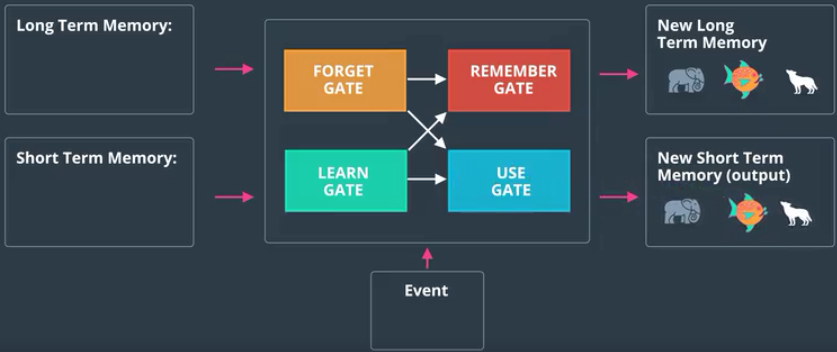 Long Term Memory:
Short Term Memory:
FORGET
GATE
REMEMBER
GATE
LEARN
GATE
USE
GATE
Event
New Long
Term Memory
New Short Term
Memory (output)